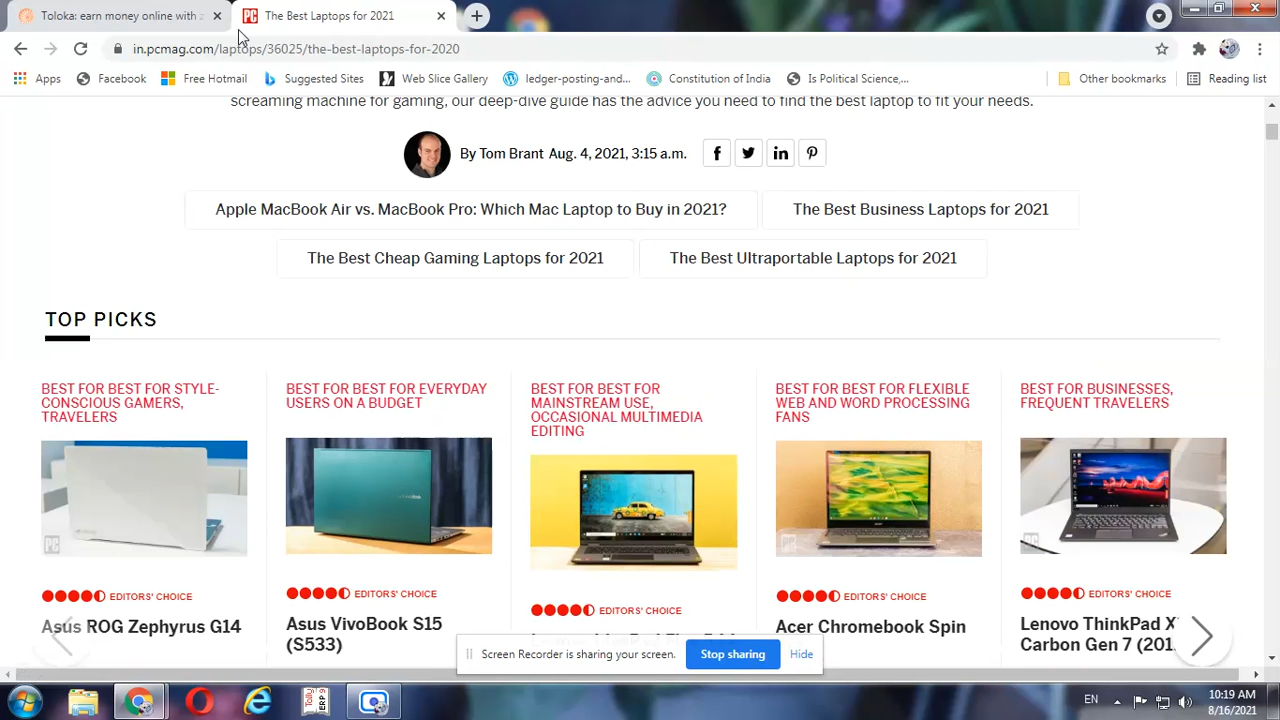 Toloka: earn money online with z
The Best Laptops for 2021
in.pcmag.com/laptops/36025/the-best-laptops-for-2020
Apps Facebook Free Hotmail Suggested Sites Web Slice Gallery ledger-posting-and... Constitution of India Is Political Science,... Other bookmarks Reading list
screaming machine for gaming, our deep-dive guide has the advice you need to find the best laptop to fit your needs.
By Tom Brant Aug. 4, 2021, 3:15 a.m.
Apple MacBook Air vs. MacBook Pro: Which Mac Laptop to Buy in 2021? The Best Business Laptops for 2021
The Best Cheap Gaming Laptops for 2021 The Best Ultraportable Laptops for 2021
TOP PICKS
BEST FOR BEST FOR STYLE-
CONSCIOUS GAMERS,
TRAVELERS
EDITORS' CHOICE
Asus ROG Zephyrus G14
BEST FOR BEST FOR EVERYDAY
USERS ON A BUDGET
EDITORS' CHOICE
Asus VivoBook S15
(S533)
BEST FOR BEST FOR
MAINSTREAM USE,
OCCASIONAL MULTIMEDIA
EDITING
EDITORS' CHOICE
BEST FOR BEST FOR FLEXIBLE
WEB AND WORD PROCESSING
FANS
EDITORS' CHOICE
Acer Chromebook Spin
BEST FOR BUSINESSES,
FREQUENT TRAVELERS
EDITORS' CHOICE
Lenovo ThinkPad X
Carbon Gen 7 (201
Screen Recorder is sharing your screen. Stop sharing Hide
EN
10:19 AM
8/16/2021